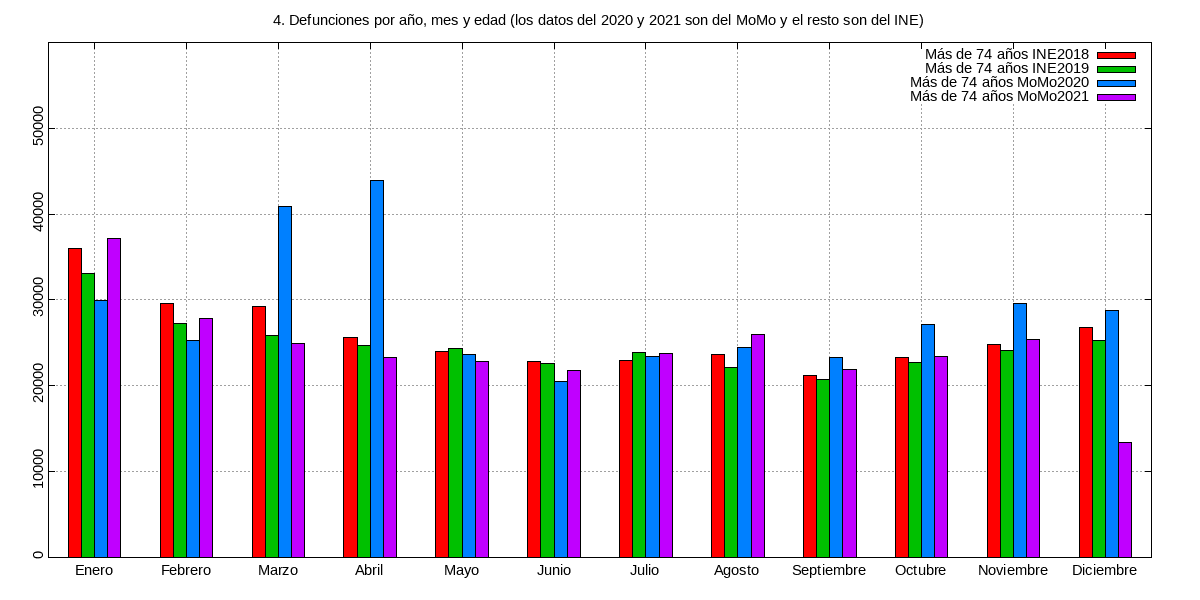 4. Defunciones por año, mes y edad (los datos del 2020 y 2021 son del MoMo y el resto son del INE)
Más de 74 años INE2018
Más de 74 años INE2019
Más de 74 años MoMo2020
Más de 74 años MoMo2021
50000
40000
30000
20000
10000
0
Enero Febrero Marzo Abril Mayo Junio Julio Agosto Septiembre Octubre Noviembre Diciembre